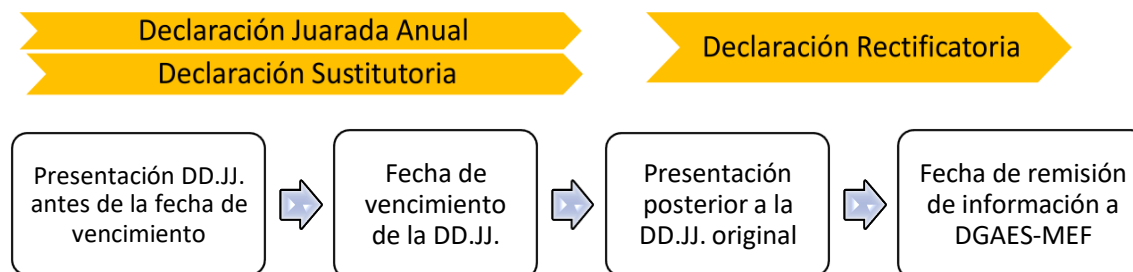 Declaración Juarada Anual
Declaración Sustitutoria
Declaración Rectificatoria
Presentación DD.JJ.
antes de la fecha de
vencimiento
Fecha de
vencimiento
de la DD.JJ.
Presentación
posterior a la
DD.JJ. original
Fecha de remisión
de información a
DGAES-MEF